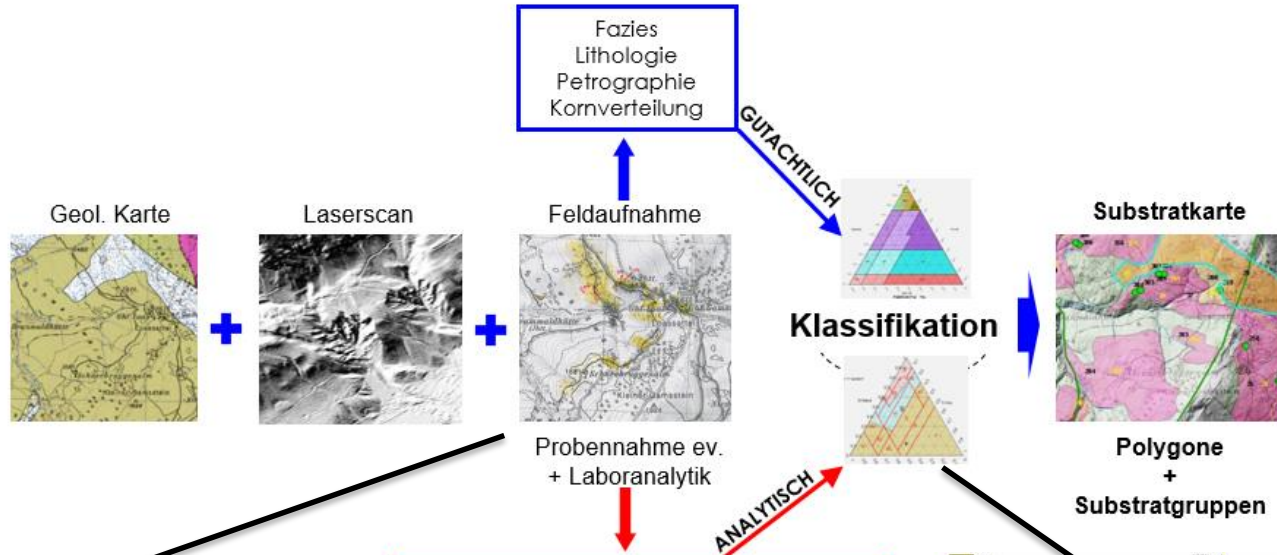 Fazies
Lithologie
Petrographie
Kornverteilung
GUTACHTLICH
Geol. Karte
Laserscan
Feldaufnahme
Substratkarte
Klassifikation
Probennahme ev.
+ Laboranalytik
Polygone
+
Substratgruppen
ANALYTISCH